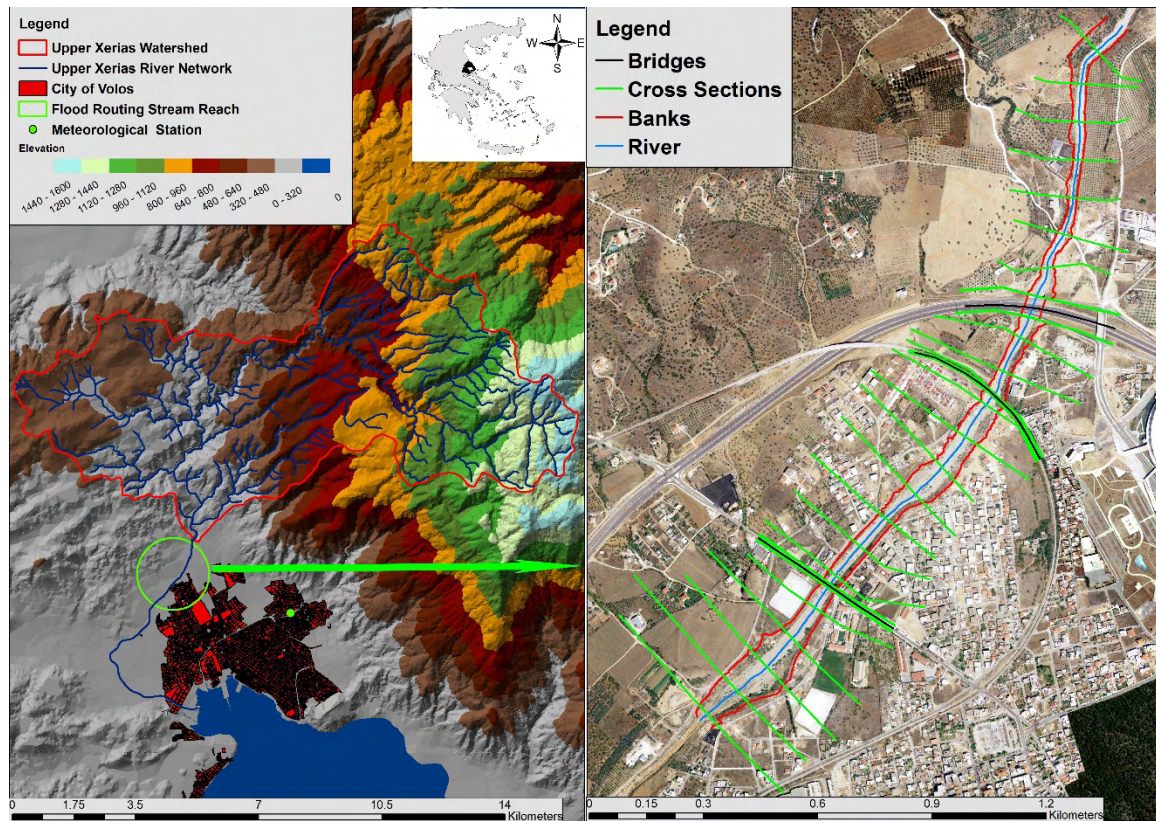 Legend
Upper Xerias Watershed
Upper Xerias River Network
City of Volos
Flood Routing Stream Reach
Meteorological Station
Elevation
1440 - 1600
1280 - 1440
1120 - 1280
960 - 1120
800 - 960
640 - 800
480 - 640
320 - 480
0 - 320
0
N
W E
S
0 1.75 3.5 7 10.5 14
Kilometers
Legend
Bridges
Cross Sections
Banks
River
0 0.15 0.3 0.6 0.9 1.2
Kilometers